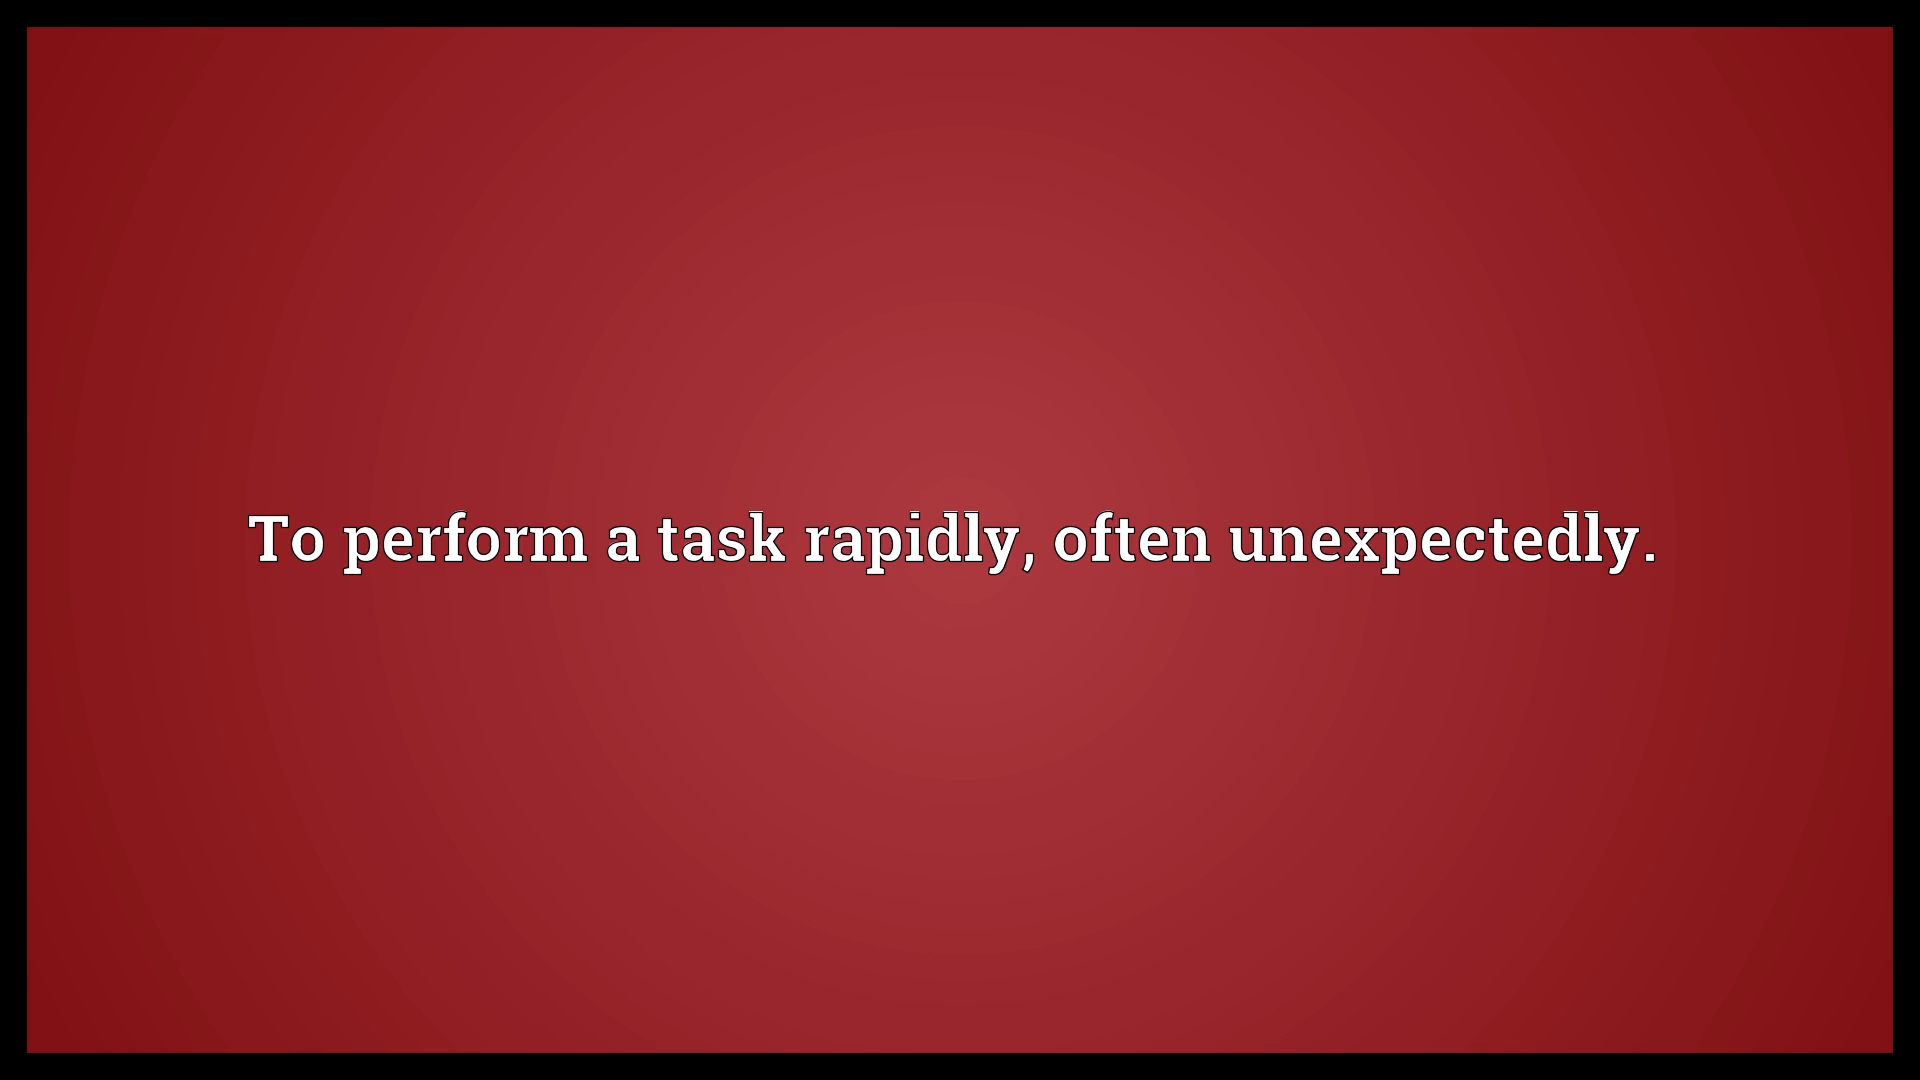 To perform a task rapidly, often unexpectedly.